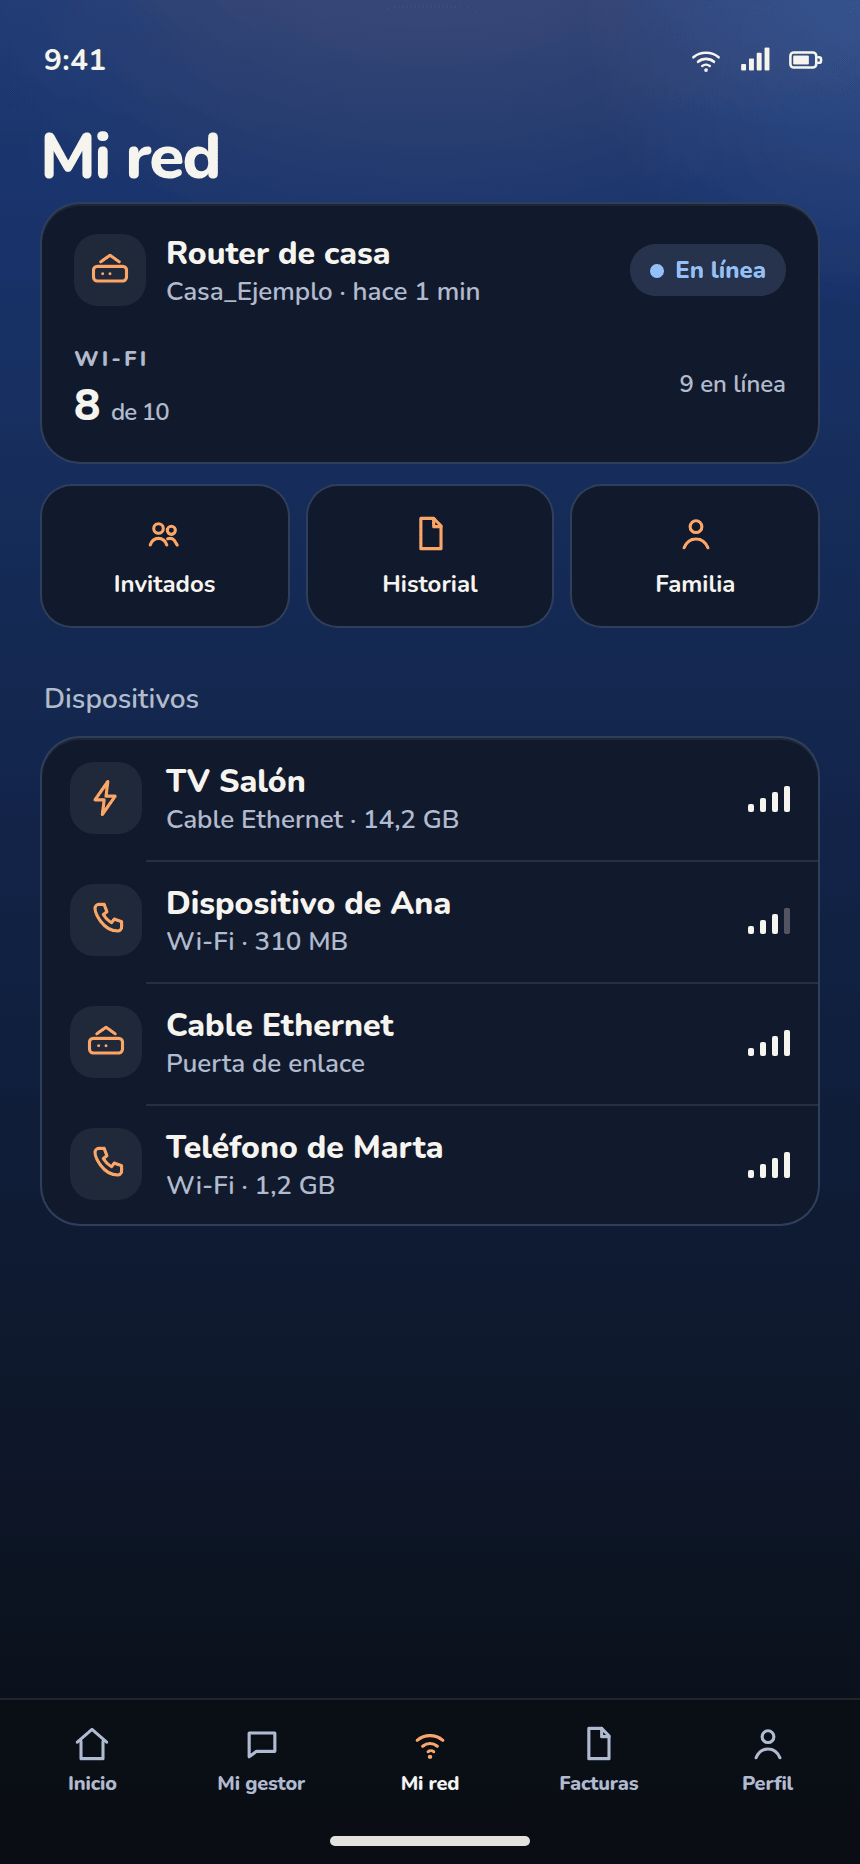 9:41
Mi red
Router de casa
Casa_Ejemplo · hace 1 min
En línea
WI-FI
8 de 10
9 en línea
Invitados
Historial
Familia
Dispositivos
TV Salón
Cable Ethernet · 14,2 GB
Dispositivo de Ana
Wi-Fi · 310 MB
Cable Ethernet
Puerta de enlace
Teléfono de Marta
Wi-Fi · 1,2 GB
Inicio
Mi gestor
Mi red
Facturas
Perfil